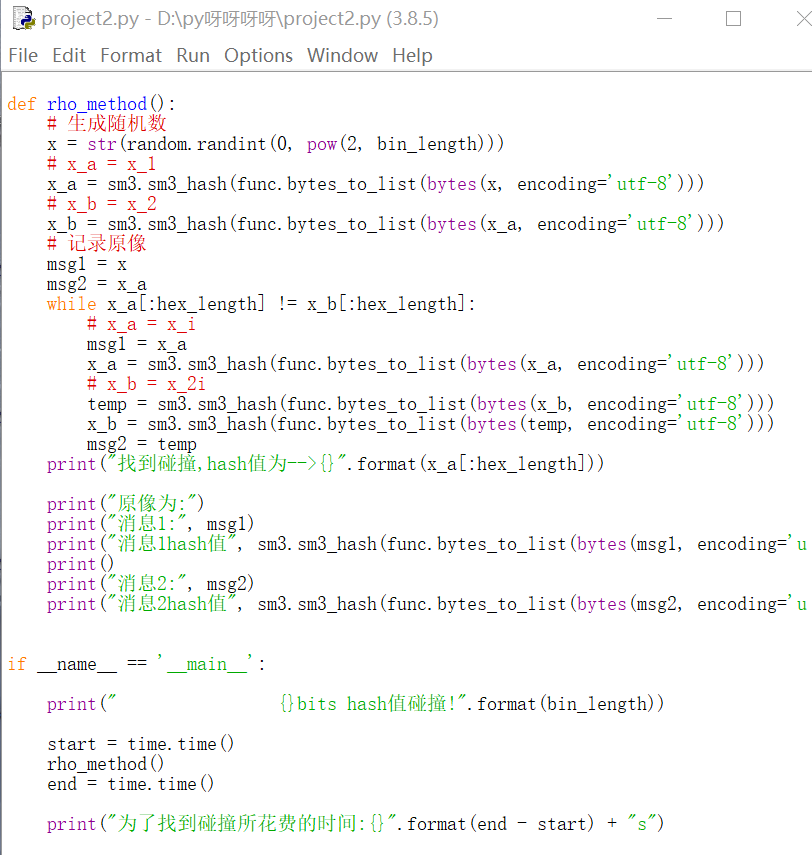 project2.py - D:\py呀呀呀呀\project2.py (3.8.5)
File Edit Format Run Options Window Help
def rho_method():
    # 生成随机数
    x = str(random.randint(0, pow(2, bin_length)))
    # x_a = x_1
    x_a = sm3.sm3_hash(func.bytes_to_list(bytes(x, encoding='utf-8')))
    # x_b = x_2
    x_b = sm3.sm3_hash(func.bytes_to_list(bytes(x_a, encoding='utf-8')))
    # 记录原像
    msg1 = x
    msg2 = x_a
    while x_a[:hex_length] != x_b[:hex_length]:
        # x_a = x_i
        msg1 = x_a
        x_a = sm3.sm3_hash(func.bytes_to_list(bytes(x_a, encoding='utf-8')))
        # x_b = x_2i
        temp = sm3.sm3_hash(func.bytes_to_list(bytes(x_b, encoding='utf-8')))
        x_b = sm3.sm3_hash(func.bytes_to_list(bytes(temp, encoding='utf-8')))
        msg2 = temp
    print("找到碰撞,hash值为-->{}".format(x_a[:hex_length]))
    print("原像为:")
    print("消息1:", msg1)
    print("消息1hash值", sm3.sm3_hash(func.bytes_to_list(bytes(msg1, encoding='u
    print()
    print("消息2:", msg2)
    print("消息2hash值", sm3.sm3_hash(func.bytes_to_list(bytes(msg2, encoding='u
if __name__ == '__main__':
    print("                {}bits hash值碰撞!".format(bin_length))
    start = time.time()
    rho_method()
    end = time.time()
    print("为了找到碰撞所花费的时间:{}".format(end - start) + "s")